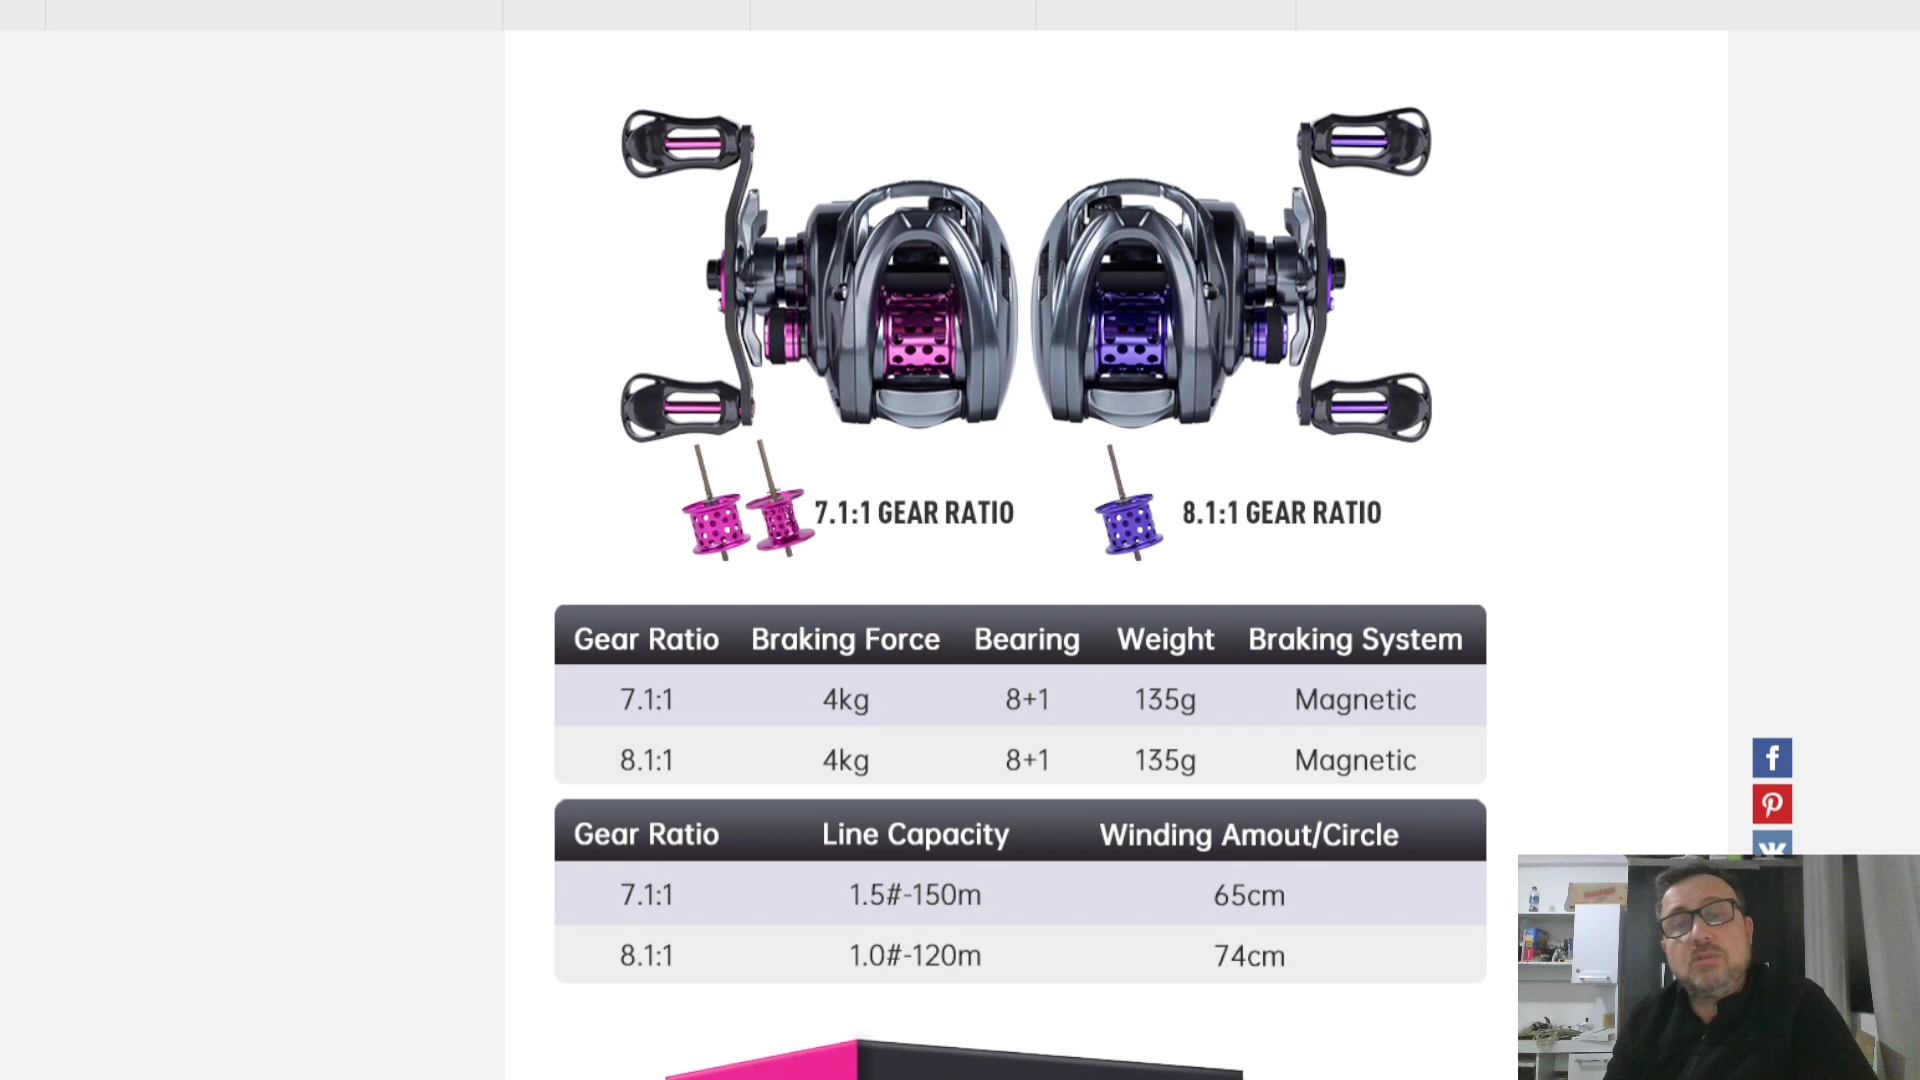 7.1:1 GEAR RATIO
8.1:1 GEAR RATIO
Gear Ratio Braking Force Bearing Weight Braking System
7.1:1 4kg 8+1 135g Magnetic
8.1:1 4kg 8+1 135g Magnetic
Gear Ratio Line Capacity Winding Amout/Circle
7.1:1 1.5#-150m 65cm
8.1:1 1.0#-120m 74cm